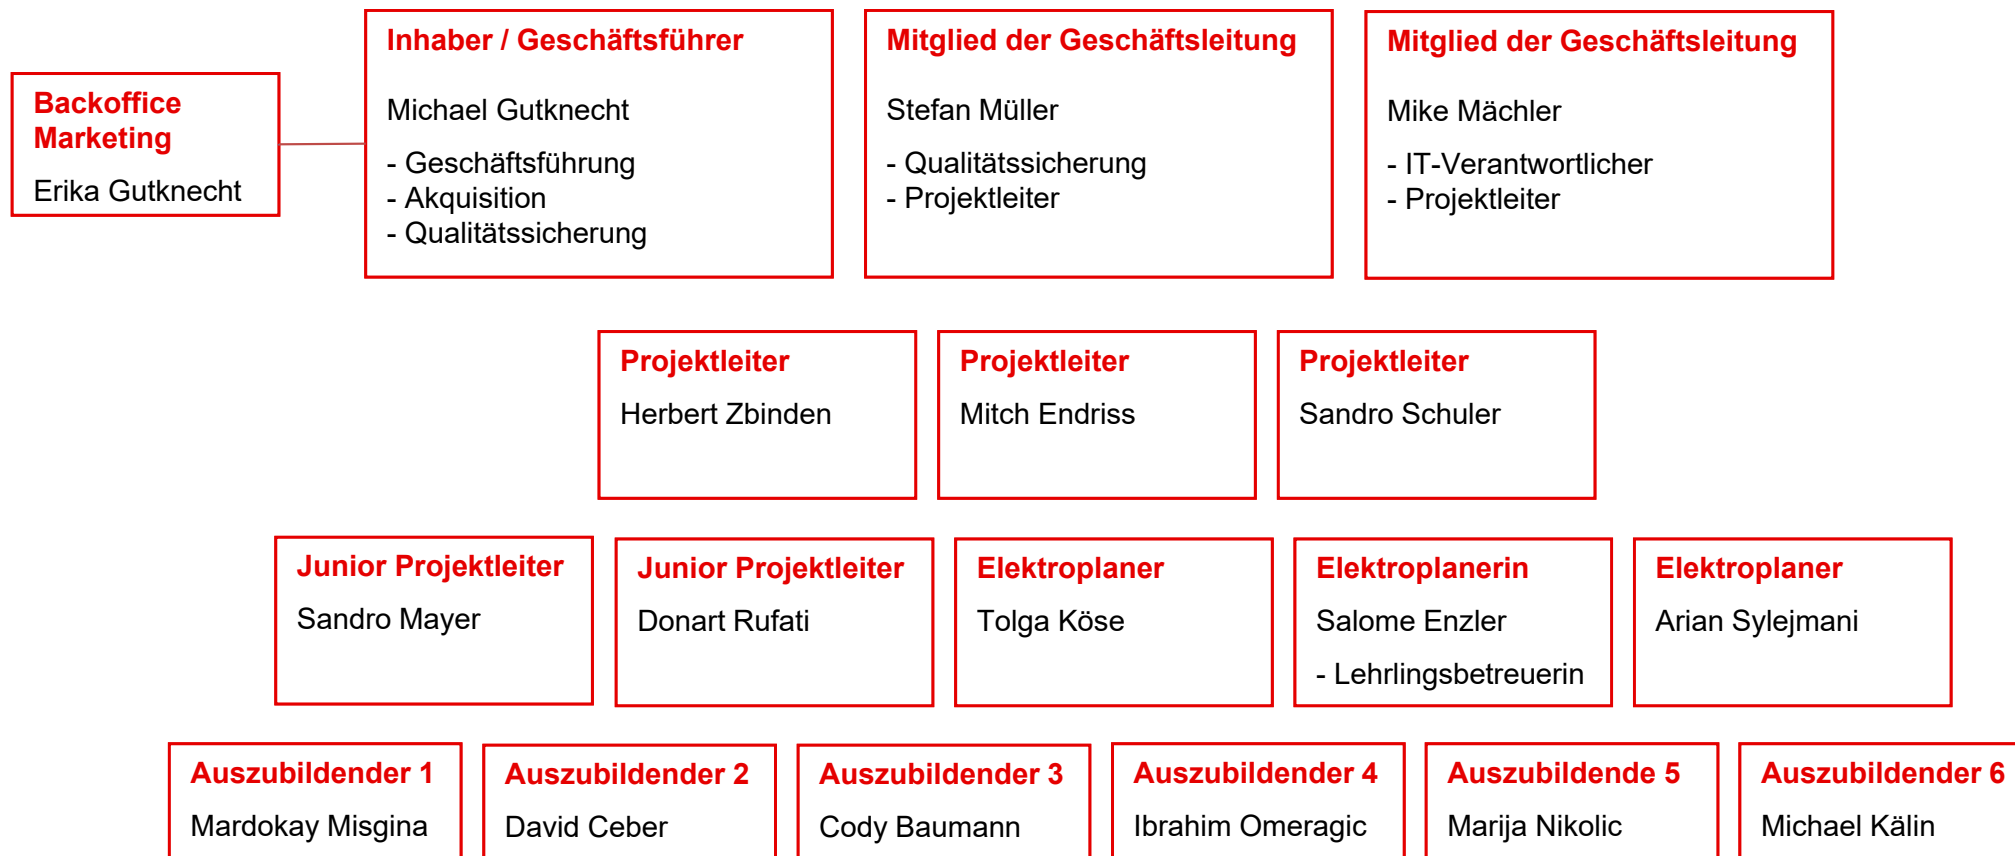 Backoffice
Marketing
Erika Gutknecht
Inhaber / Geschäftsführer
Michael Gutknecht
- Geschäftsführung
- Akquisition
- Qualitätssicherung
Mitglied der Geschäftsleitung
Stefan Müller
- Qualitätssicherung
- Projektleiter
Mitglied der Geschäftsleitung
Mike Mächler
- IT-Verantwortlicher
- Projektleiter
Projektleiter
Herbert Zbinden
Projektleiter
Mitch Endriss
Projektleiter
Sandro Schuler
Junior Projektleiter
Sandro Mayer
Junior Projektleiter
Donart Rufati
Elektroplaner
Tolga Köse
Elektroplanerin
Salome Enzler
- Lehrlingsbetreuerin
Elektroplaner
Arian Sylejmani
Auszubildender 1
Mardokay Misgina
Auszubildender 2
David Ceber
Auszubildender 3
Cody Baumann
Auszubildender 4
Ibrahim Omeragic
Auszubildende 5
Marija Nikolic
Auszubildender 6
Michael Kälin